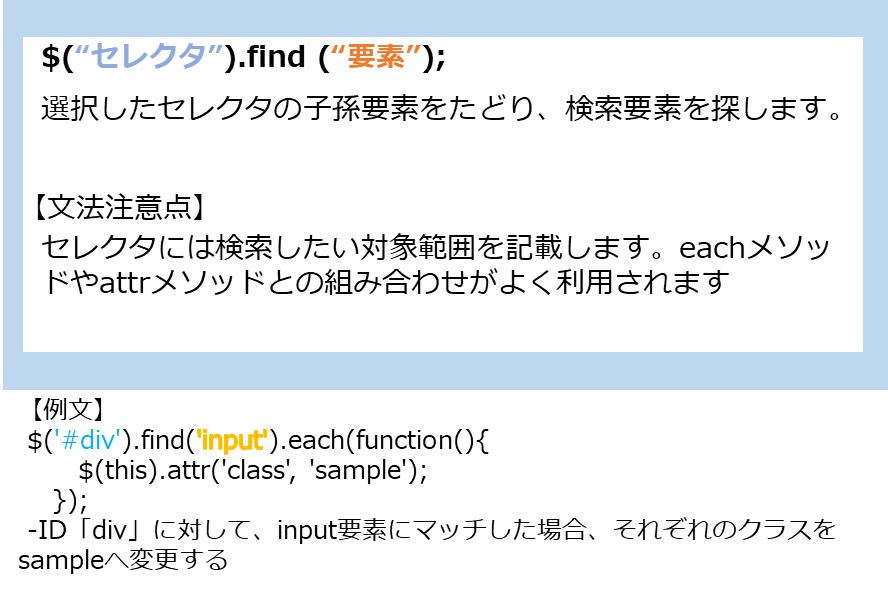 $(“セレクタ”).find (“要素”);
選択したセレクタの子孫要素をたどり、検索要素を探します。
【文法注意点】
セレクタには検索したい対象範囲を記載します。eachメソッ
ドやattrメソッドとの組み合わせがよく利用されます
【例文】
$('#div').find('input').each(function(){
$(this).attr('class', 'sample');
});
-ID「div」に対して、input要素にマッチした場合、それぞれのクラスを
sampleへ変更する